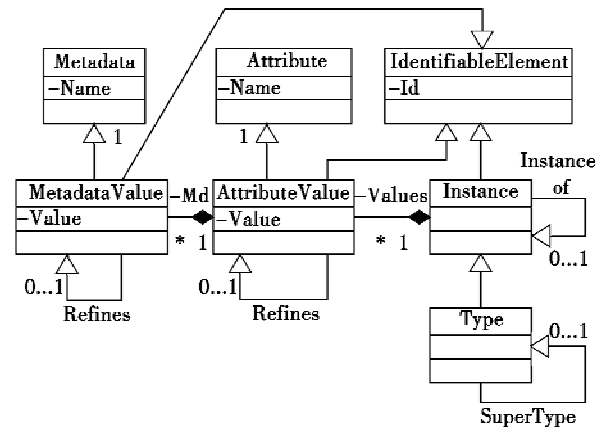 Metadata
−Name
Attribute
−Name
IdentifiableElement
−Id
1
1
Instance
of
MetadataValue
−Value
−Md
* 1
AttributeValue
−Value
−Values
* 1
Instance
0...1
0...1
Refines
0...1
Refines
Type
0...1
SuperType